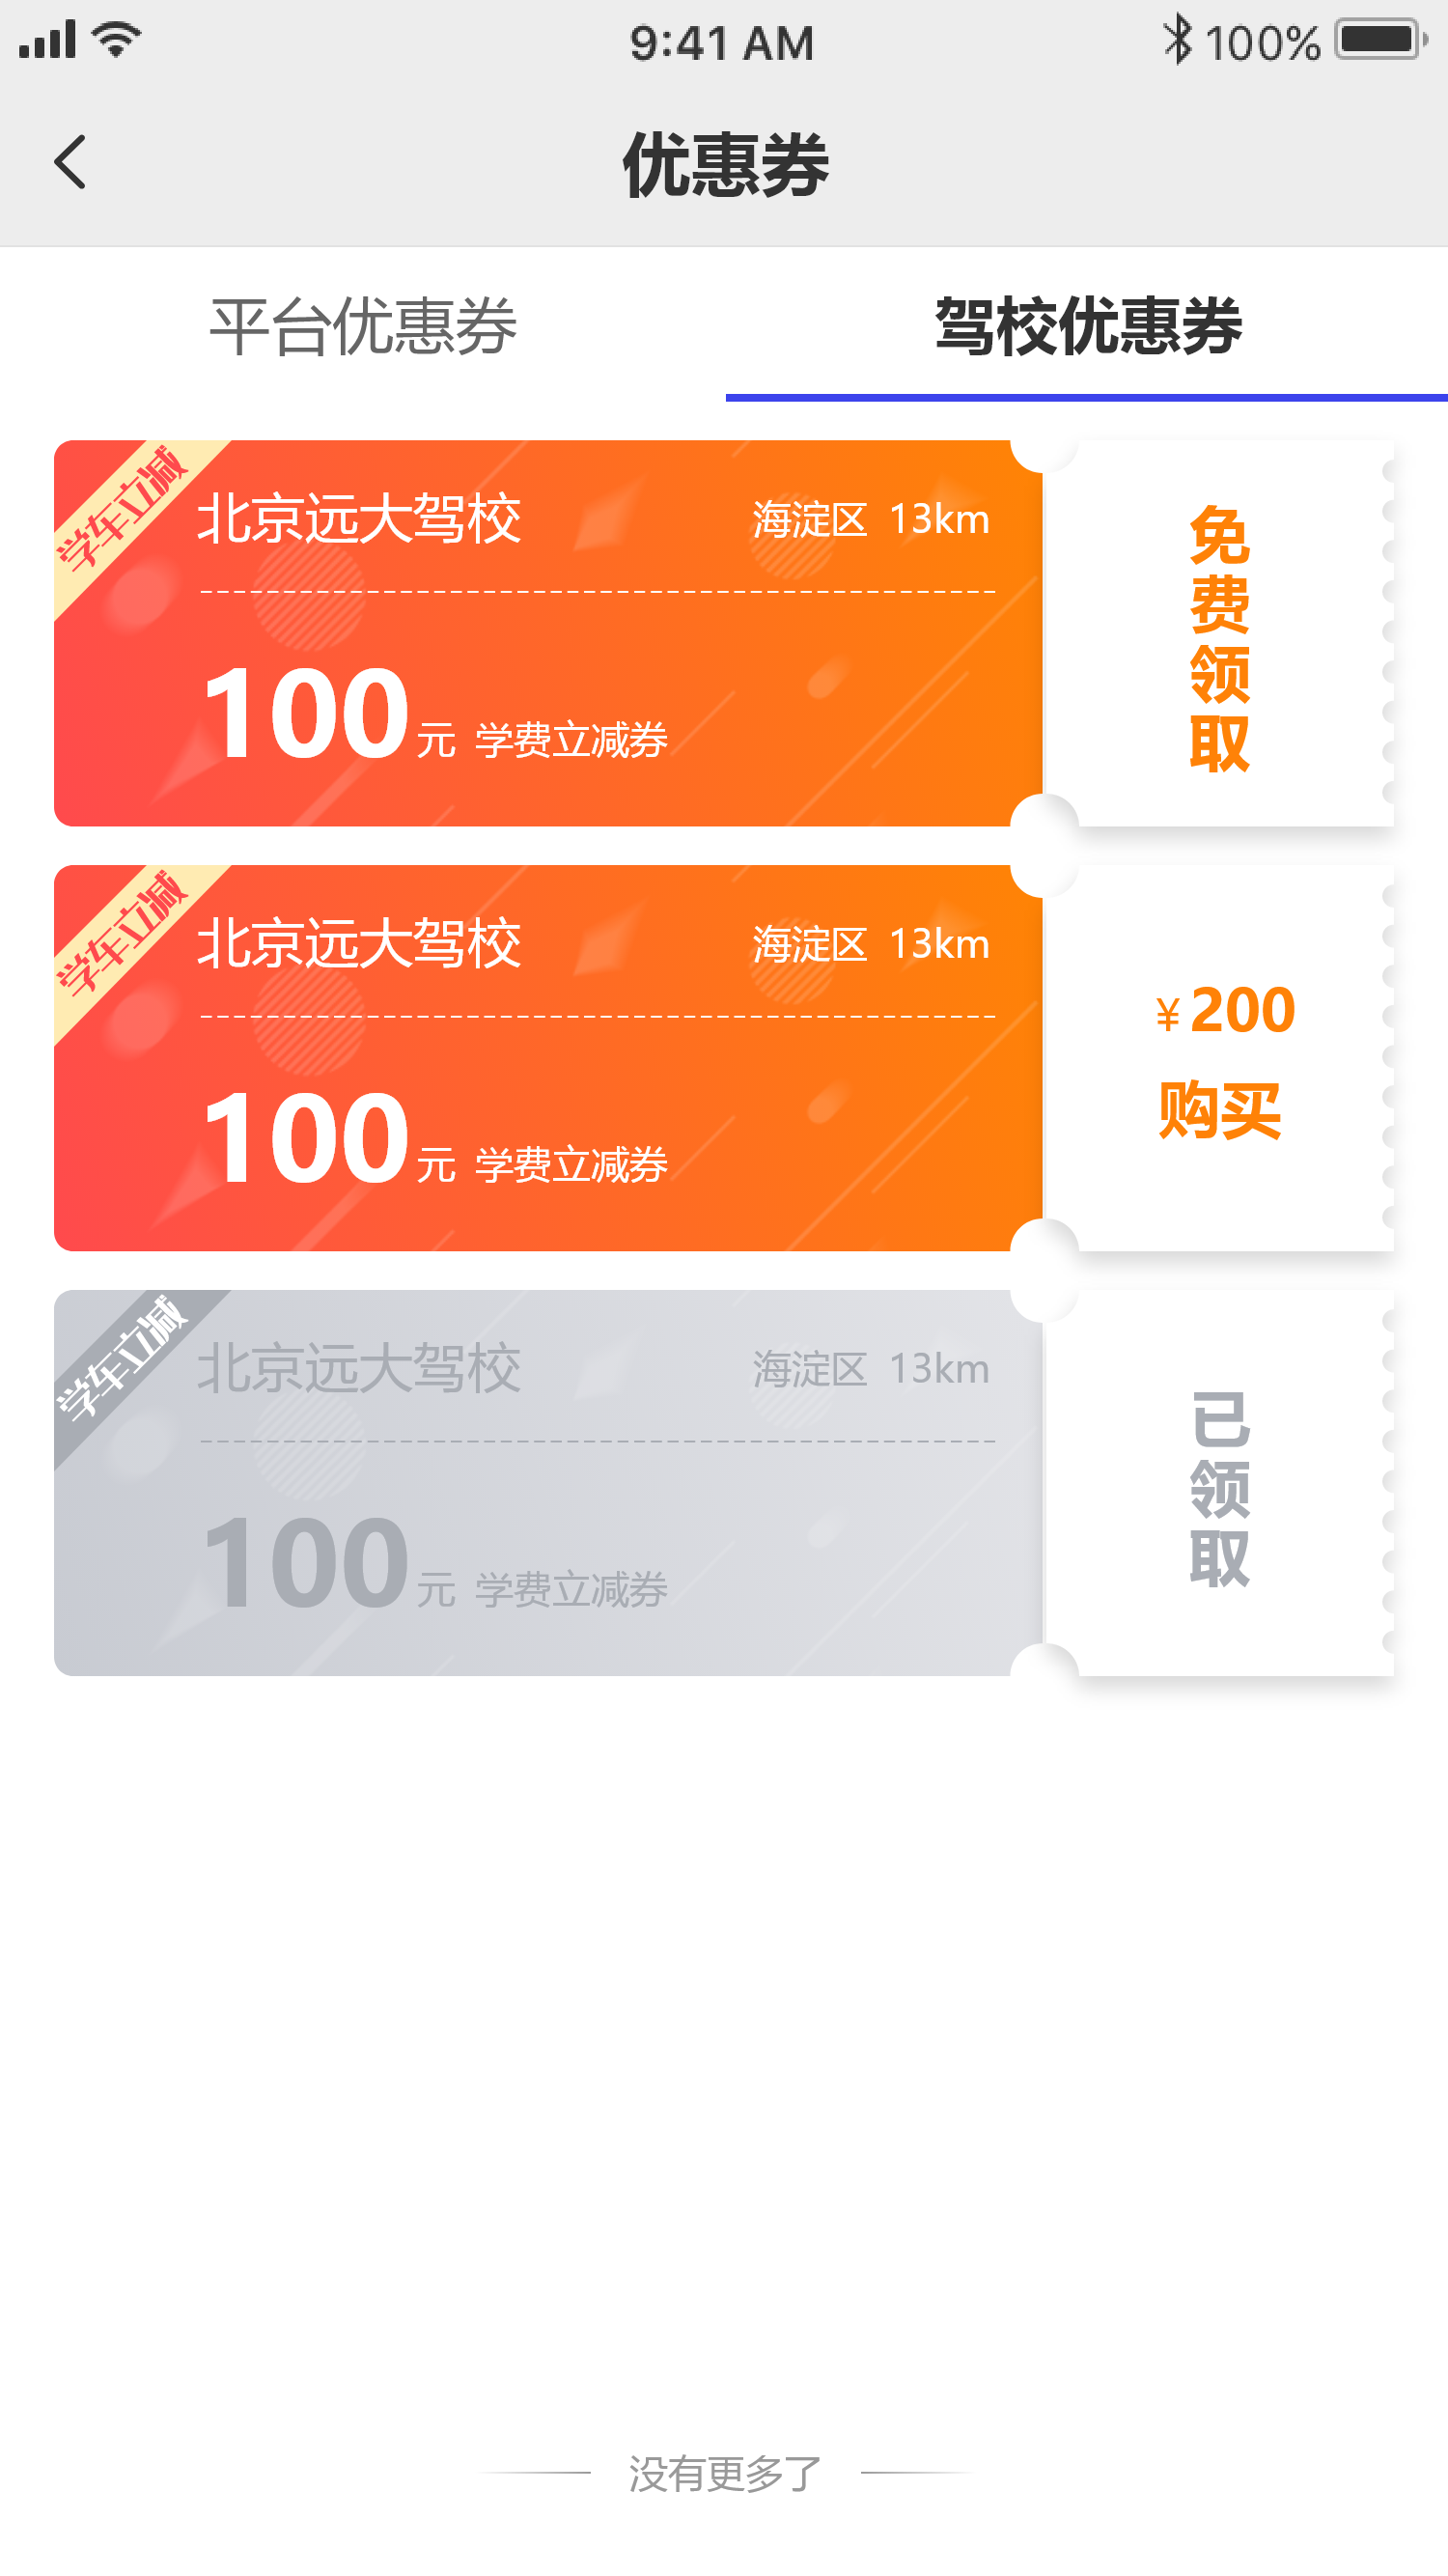 9:41 AM
100%
优惠券
平台优惠券
驾校优惠券
学车立减
北京远大驾校
海淀区 13km
100元 学费立减券
免
费
领
取
学车立减
北京远大驾校
海淀区 13km
100元 学费立减券
¥200
购买
学车立减
北京远大驾校
海淀区 13km
100元 学费立减券
已
领
取
没有更多了